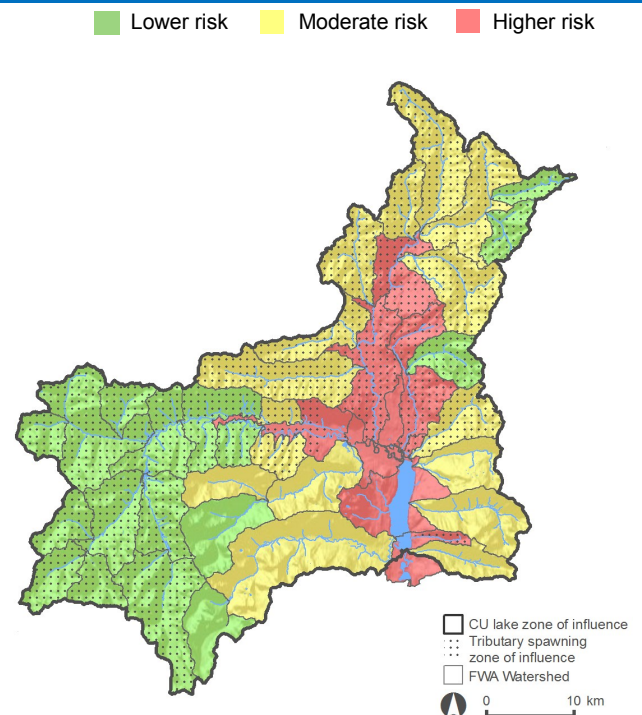 Lower risk Moderate risk Higher risk
CU lake zone of influence
Tributary spawning
zone of influence
FWA Watershed
0 10 km